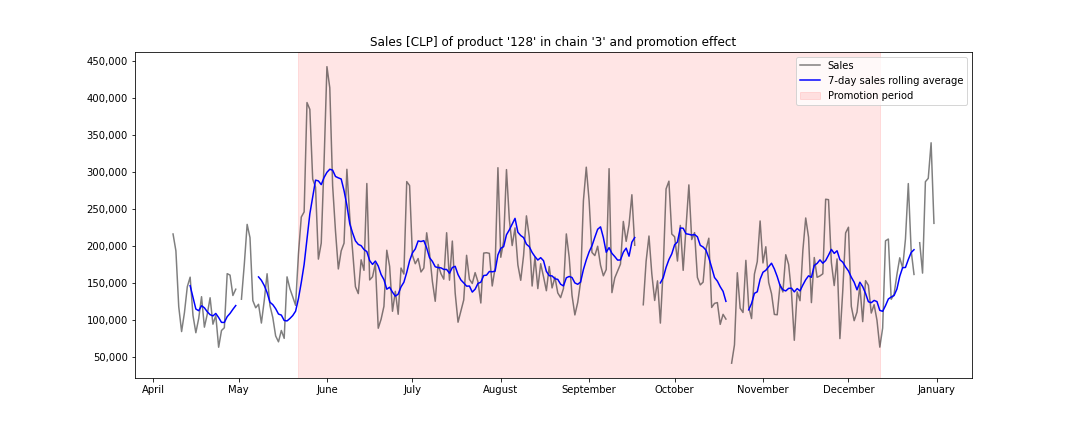 Sales [CLP] of product '128' in chain '3' and promotion effect
450,000
400,000
350,000
300,000
250,000
200,000
150,000
100,000
50,000
Sales
7-day sales rolling average
Promotion period
April May June July August September October November December January